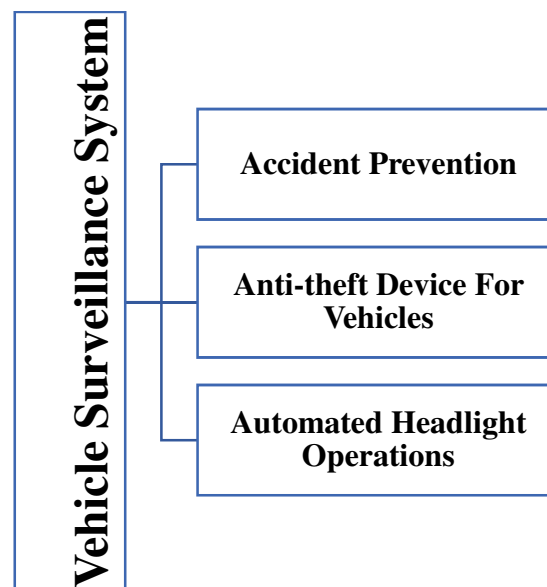 Vehicle Surveillance System
Accident Prevention
Anti-theft Device For
Vehicles
Automated Headlight
Operations